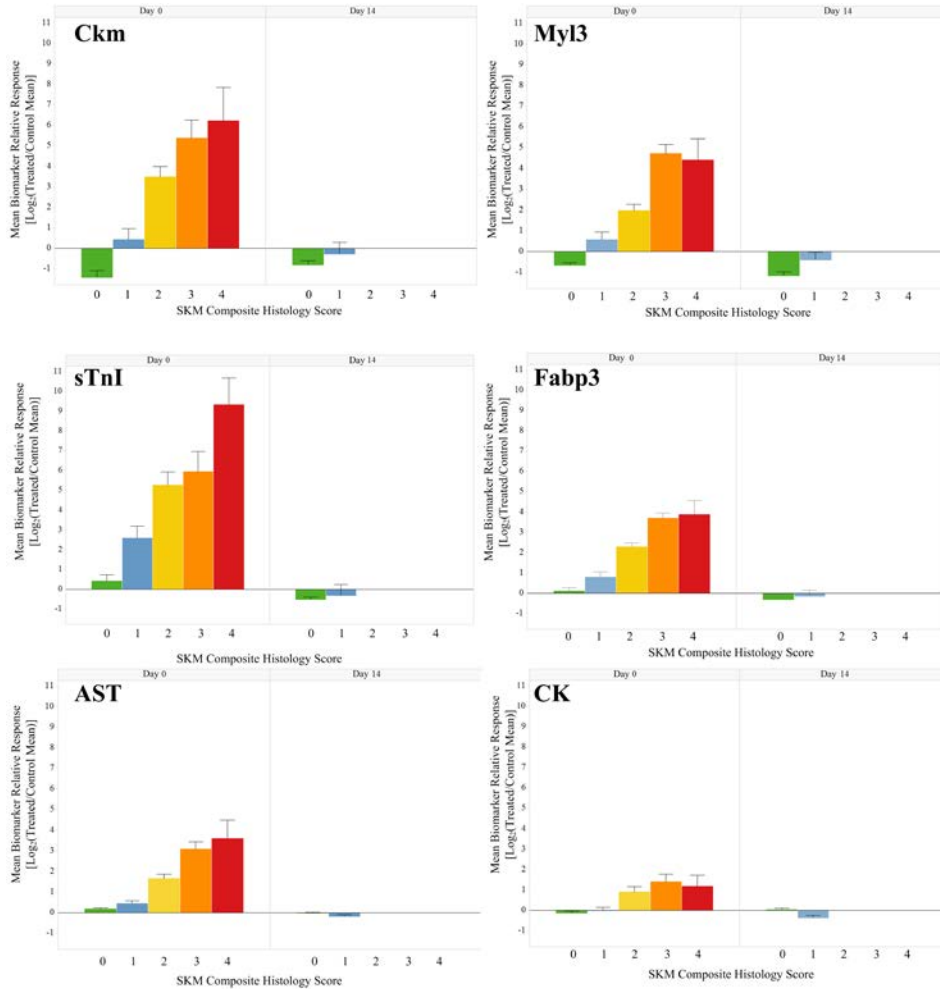 Ckm
Day 0
Day 14
Mean Biomarker Relative Response
[Log2(Treated/Control Mean)]
11
10
9
8
7
6
5
4
3
2
1
0
-1
0 1 2 3 4 0 1 2 3 4
SKM Composite Histology Score
Myl3
Day 0
Day 14
Mean Biomarker Relative Response
[Log2(Treated/Control Mean)]
11
10
9
8
7
6
5
4
3
2
1
0
-1
0 1 2 3 4 0 1 2 3 4
SKM Composite Histology Score
sTnI
Day 0
Day 14
Mean Biomarker Relative Response
[Log2(Treated/Control Mean)]
11
10
9
8
7
6
5
4
3
2
1
0
-1
0 1 2 3 4 0 1 2 3 4
SKM Composite Histology Score
Fabp3
Day 0
Day 14
Mean Biomarker Relative Response
[Log2(Treated/Control Mean)]
11
10
9
8
7
6
5
4
3
2
1
0
-1
0 1 2 3 4 0 1 2 3 4
SKM Composite Histology Score
AST
Day 0
Day 14
Mean Biomarker Relative Response
[Log2(Treated/Control Mean)]
11
10
9
8
7
6
5
4
3
2
1
0
-1
0 1 2 3 4 0 1 2 3 4
SKM Composite Histology Score
CK
Day 0
Day 14
Mean Biomarker Relative Response
[Log2(Treated/Control Mean)]
11
10
9
8
7
6
5
4
3
2
1
0
-1
0 1 2 3 4 0 1 2 3 4
SKM Composite Histology Score